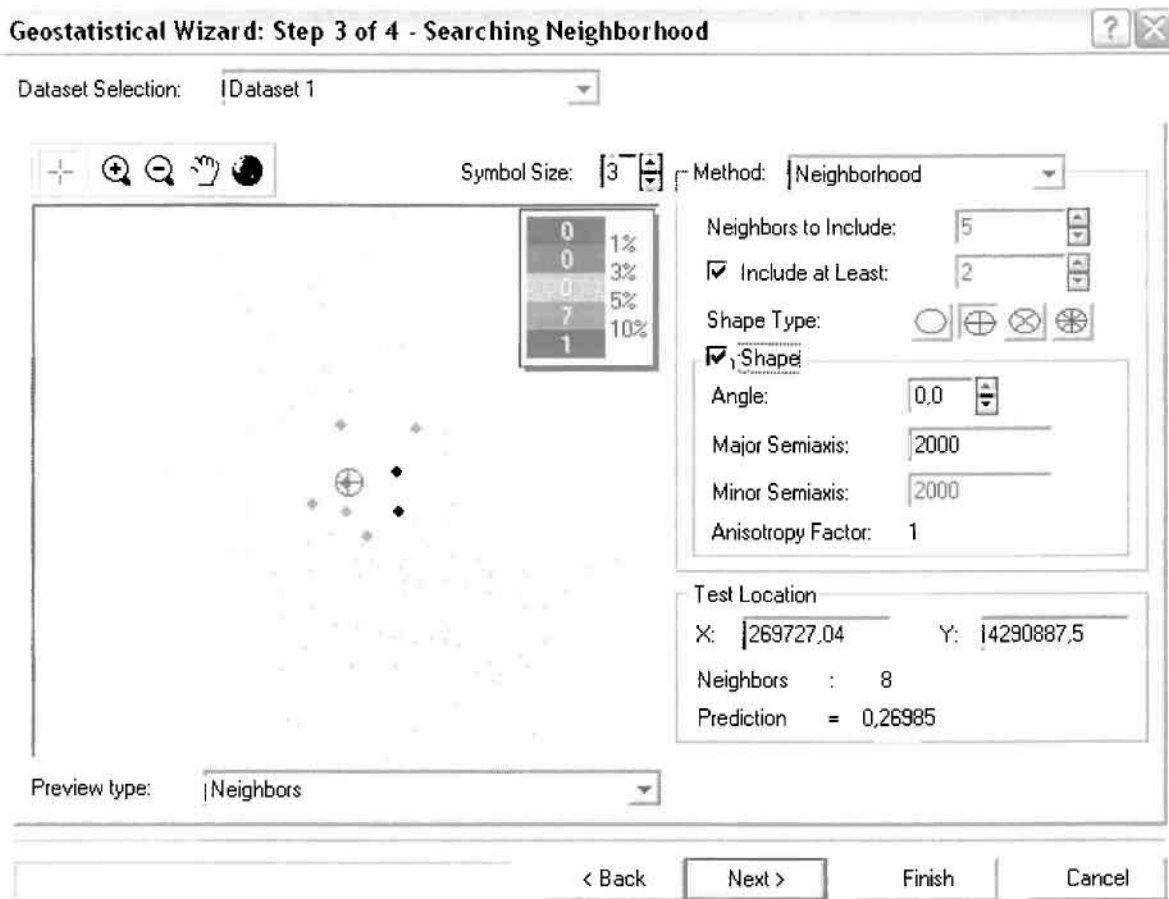 Geostatistical Wizard: Step 3 of 4 - Searching Neighborhood
Dataset Selection: Dataset 1
Symbol Size: 3
Method: Neighborhood
0
0
0
7
1
1%
3%
5%
10%
Neighbors to Include: 5
Include at Least: 2
Shape Type:
Shape
Angle: 0,0
Major Semiaxis: 2000
Minor Semiaxis: 2000
Anisotropy Factor: 1
Test Location
X: 269727,04 Y: 4290887,5
Neighbors : 8
Prediction = 0,26985
Preview type: Neighbors
< Back Next > Finish Cancel